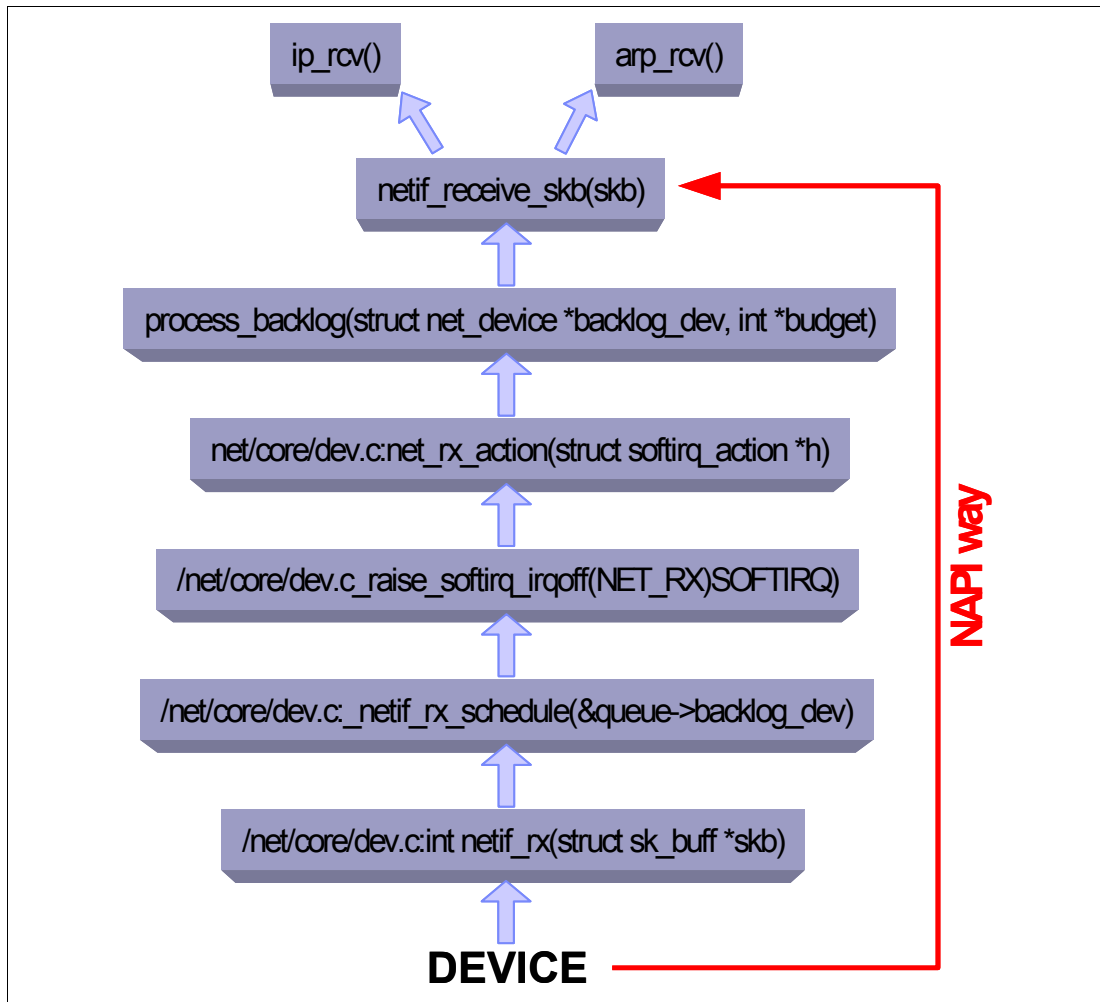 ip_rcv()
arp_rcv()
netif_receive_skb(skb)
process_backlog(struct net_device *backlog_dev, int *budget)
net/core/dev.c:net_rx_action(struct softirq_action *h)
/net/core/dev.c_raise_softirq_irqoff(NET_RX)SOFTIRQ)
/net/core/dev.c:_netif_rx_schedule(&queue->backlog_dev)
/net/core/dev.c:int netif_rx(struct sk_buff *skb)
DEVICE
NAPI way